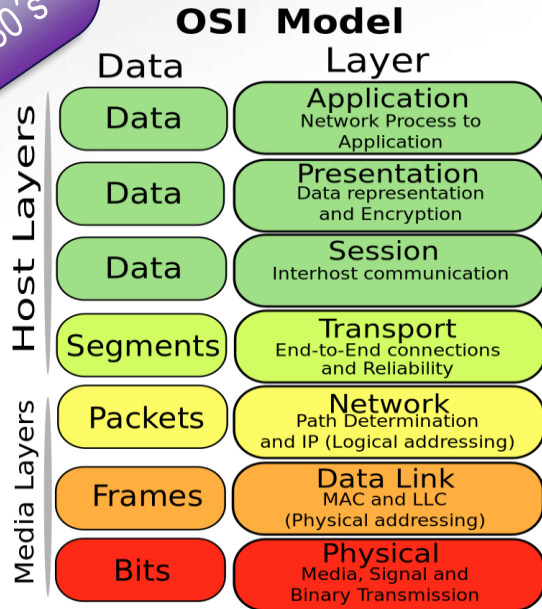 0's
OSI Model
Data
Layer
Host Layers
Data
Application
Network Process to
Application
Data
Presentation
Data representation
and Encryption
Data
Session
Interhost communication
Segments
Transport
End-to-End connections
and Reliability
Media Layers
Packets
Network
Path Determination
and IP (Logical addressing)
Frames
Data Link
MAC and LLC
(Physical addressing)
Bits
Physical
Media, Signal and
Binary Transmission